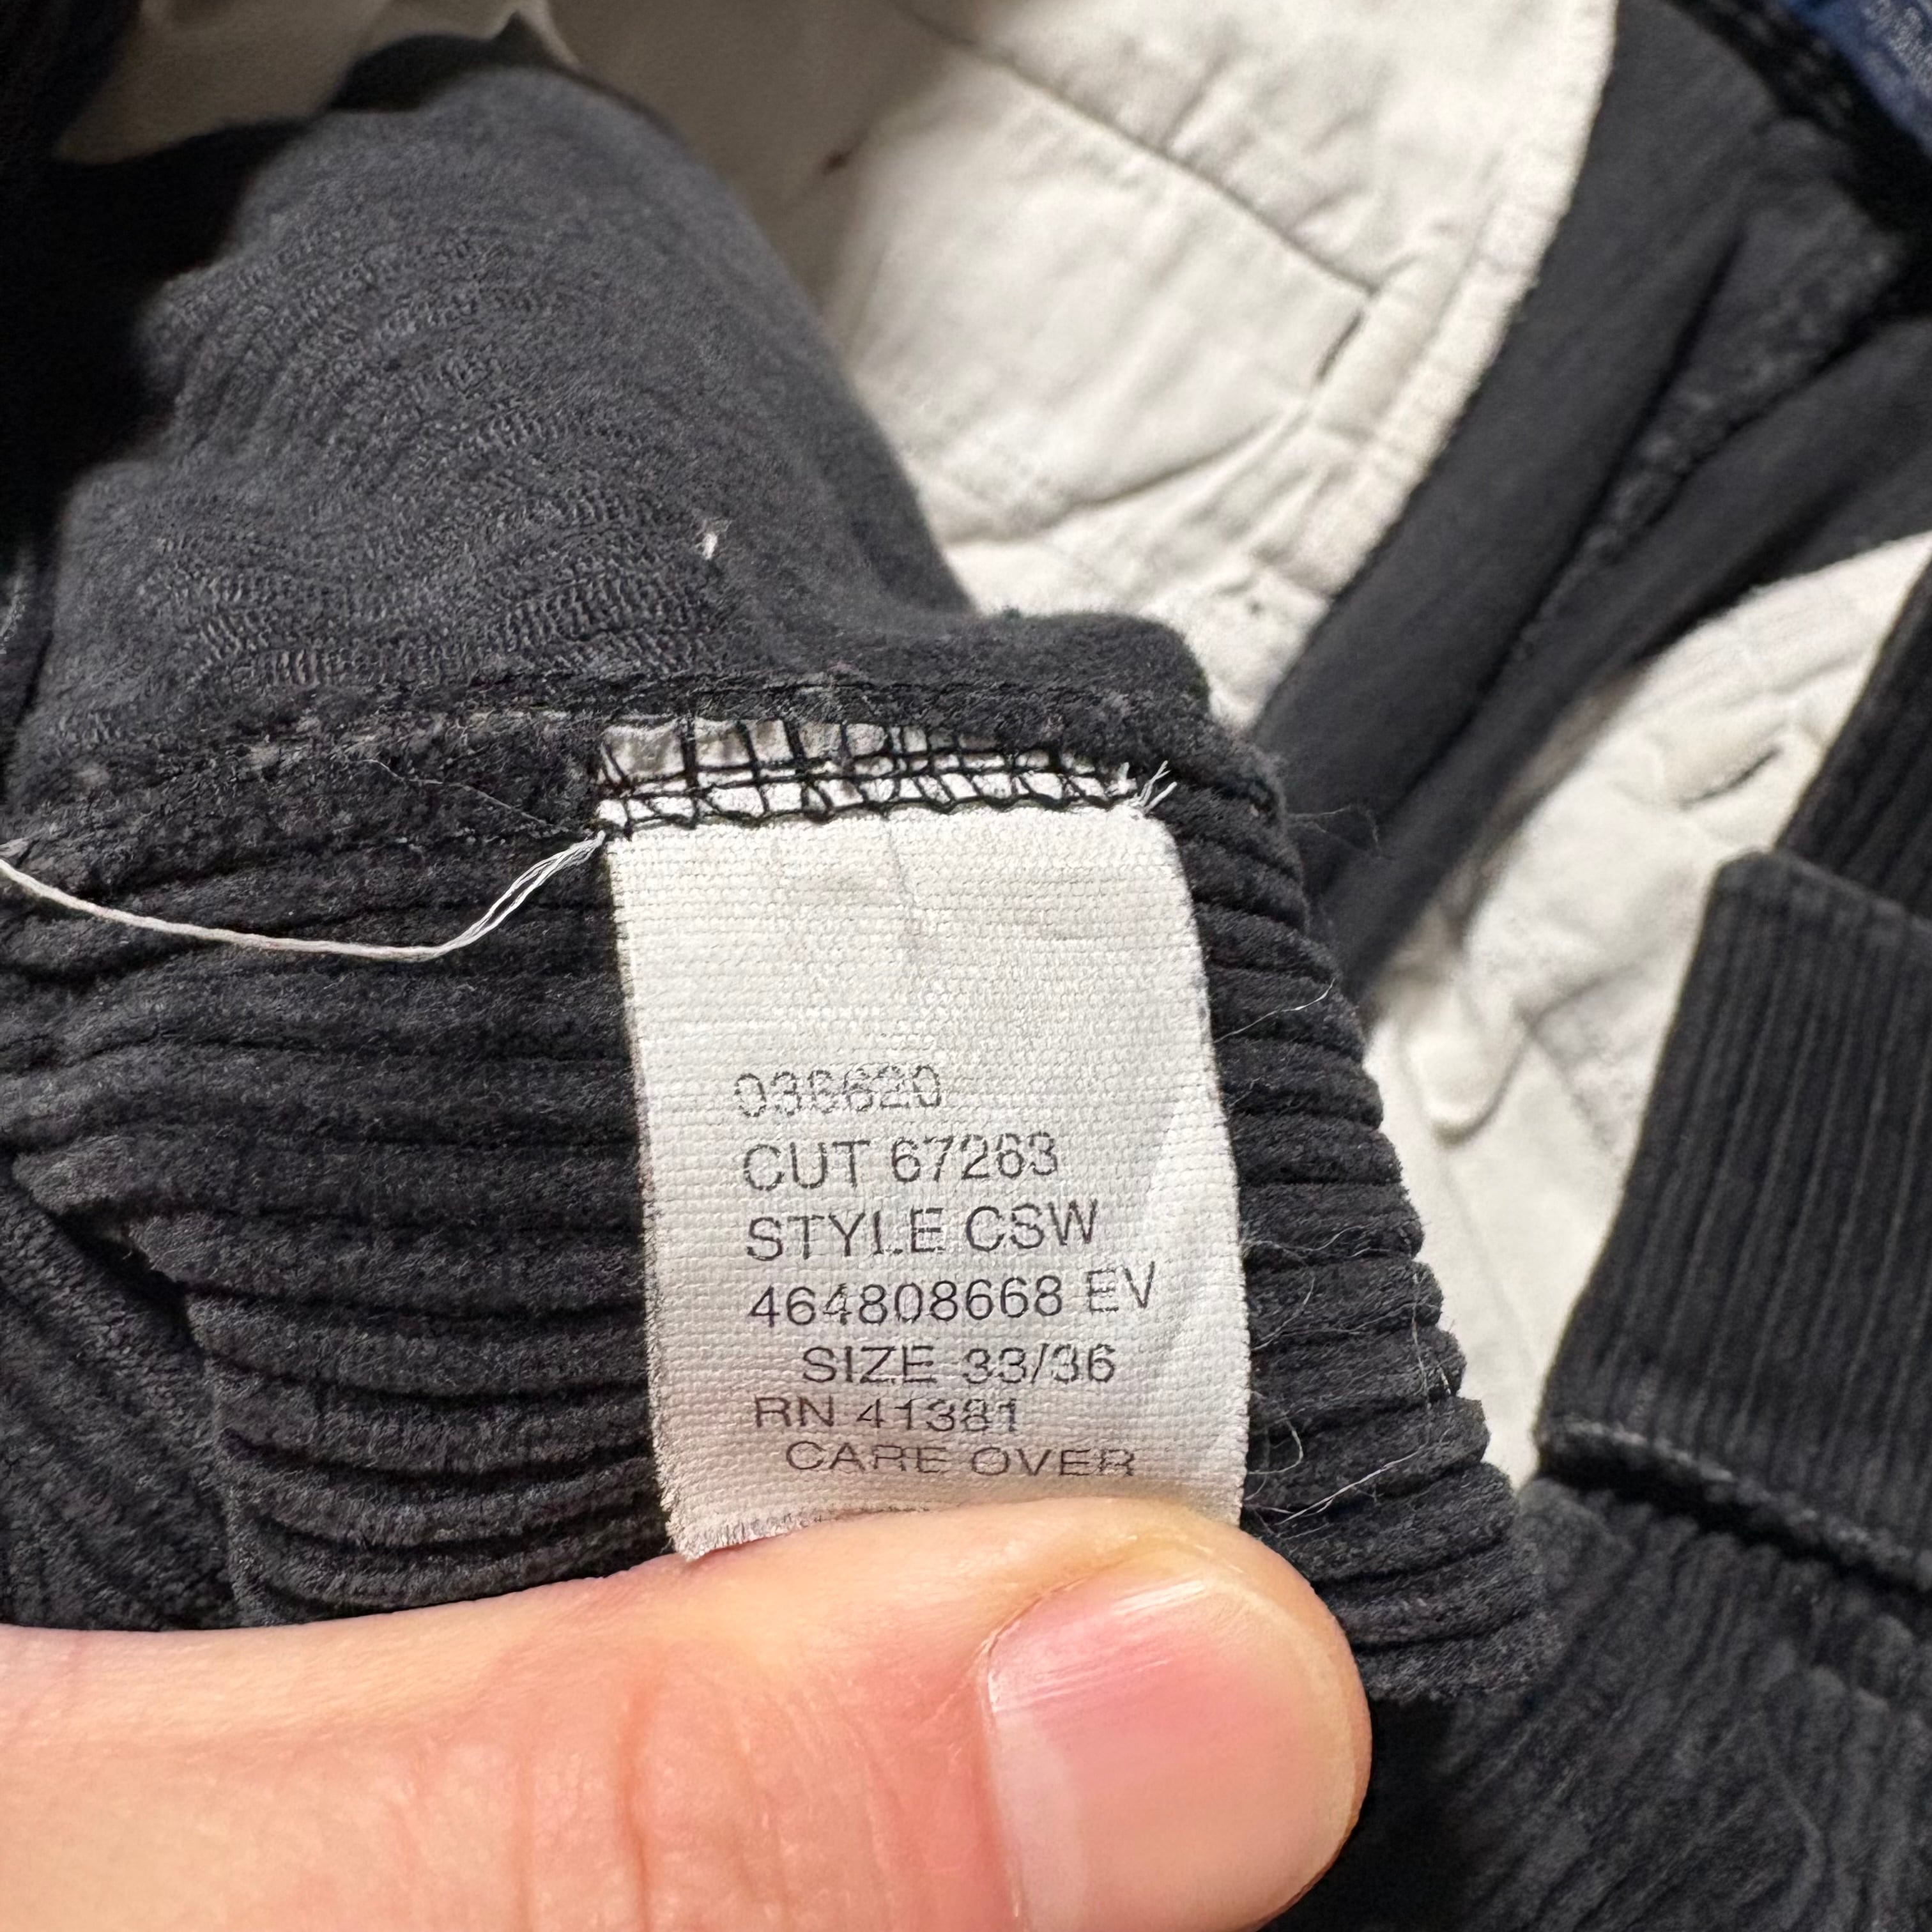 036620
CUT 67263
STYLE CSW
464808668 EV
SIZE 33/36
RN 41381
CARE OVER